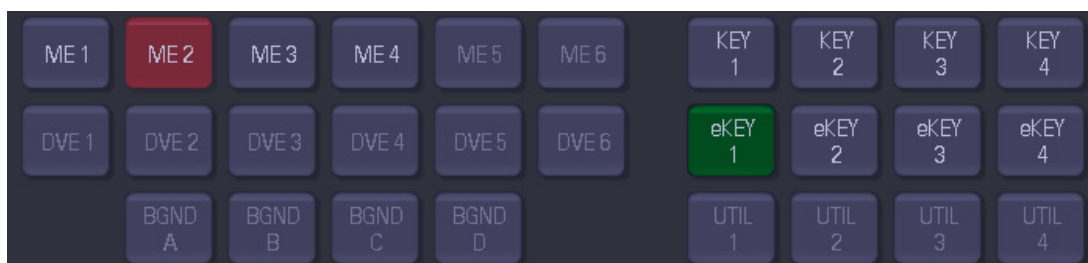 ME 1 ME 2 ME 3 ME 4 ME 5 ME 6 KEY 1 KEY 2 KEY 3 KEY 4
DVE 1 DVE 2 DVE 3 DVE 4 DVE 5 DVE 6 eKEY 1 eKEY 2 eKEY 3 eKEY 4
BGND A BGND B BGND C BGND D UTIL 1 UTIL 2 UTIL 3 UTIL 4